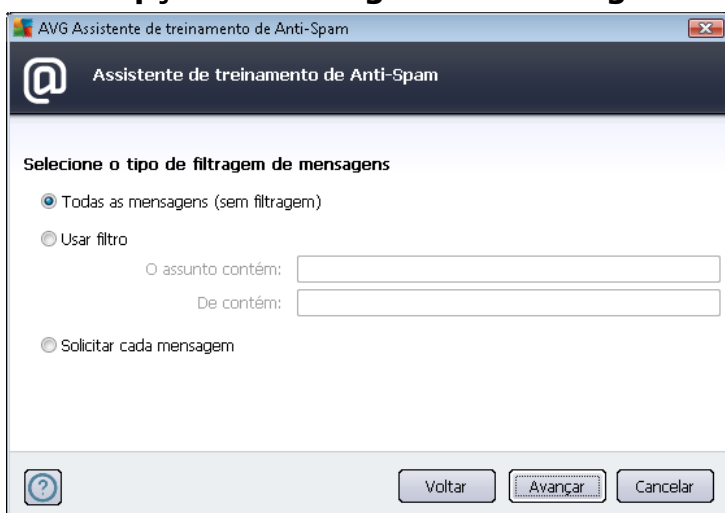 AVG Assistente de treinamento de Anti-Spam
Assistente de treinamento de Anti-Spam
Selecione o tipo de filtragem de mensagens
Todas as mensagens (sem filtragem)
Usar filtro
O assunto contém:
De contém:
Solicitar cada mensagem
Voltar
Avançar
Cancelar